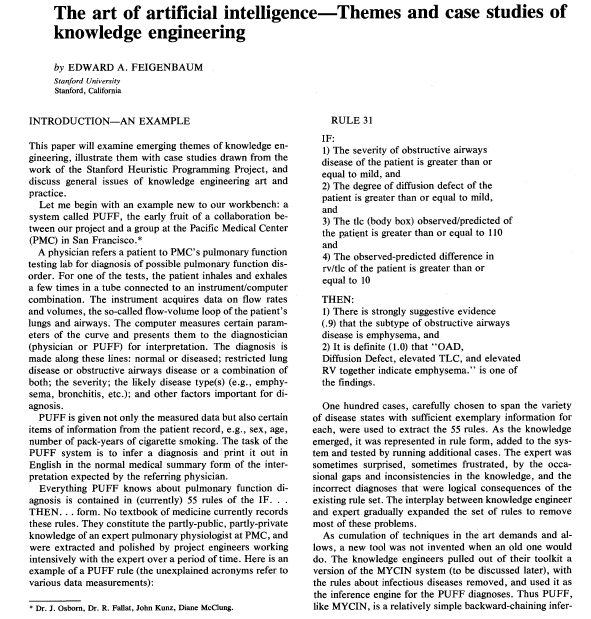 The art of artificial intelligence—Themes and case studies of
knowledge engineering
by EDWARD A. FEIGENBAUM
Stanford University
Stanford, California
INTRODUCTION—AN EXAMPLE
This paper will examine emerging themes of knowledge en-
gineering, illustrate them with case studies drawn from the
work of the Stanford Heuristic Programming Project, and
discuss general issues of knowledge engineering art and
practice.
Let me begin with an example new to our workbench: a
system called PUFF, the early fruit of a collaboration be-
tween our project and a group at the Pacific Medical Center
(PMC) in San Francisco.*
A physician refers a patient to PMC's pulmonary function
testing lab for diagnosis of possible pulmonary function dis-
order. For one of the tests, the patient inhales and exhales
a few times in a tube connected to an instrument/computer
combination. The instrument acquires data on flow rates
and volumes, the so-called flow-volume loop of the patient's
lungs and airways. The computer measures certain param-
eters of the curve and presents them to the diagnostician
(physician or PUFF) for interpretation. The diagnosis is
made along these lines: normal or diseased; restricted lung
disease or obstructive airways disease or a combination of
both; the severity; the likely disease type(s) (e.g., emphy-
sema, bronchitis, etc.); and other factors important for di-
agnosis.
PUFF is given not only the measured data but also certain
items of information from the patient record, e.g., sex, age,
number of pack-years of cigarette smoking. The task of the
PUFF system is to infer a diagnosis and print it out in
English in the normal medical summary form of the inter-
pretation expected by the referring physician.
Everything PUFF knows about pulmonary function di-
agnosis is contained in (currently) 55 rules of the IF. . .
THEN. . . form. No textbook of medicine currently records
these rules. They constitute the partly-public, partly-private
knowledge of an expert pulmonary physiologist at PMC, and
were extracted and polished by project engineers working
intensively with the expert over a period of time. Here is an
example of a PUFF rule (the unexplained acronyms refer to
various data measurements):
* Dr. J. Osborn, Dr. R. Fallat, John Kunz, Diane McClung.
RULE 31
IF:
1) The severity of obstructive airways
disease of the patient is greater than or
equal to mild, and
2) The degree of diffusion defect of the
patient is greater than or equal to mild,
and
3) The tlc (body box) observed/predicted of
the patient is greater than or equal to 110
and
4) The observed-predicted difference in
rv/tlc of the patient is greater than or
equal to 10
THEN:
1) There is strongly suggestive evidence
(.9) that the subtype of obstructive airways
disease is emphysema, and
2) It is definite (1.0) that "OAD,
Diffusion Defect, elevated TLC, and elevated
RV together indicate emphysema." is one of
the findings.
One hundred cases, carefully chosen to span the variety
of disease states with sufficient exemplary information for
each, were used to extract the 55 rules. As the knowledge
emerged, it was represented in rule form, added to the sys-
tem and tested by running additional cases. The expert was
sometimes surprised, sometimes frustrated, by the occa-
sional gaps and inconsistencies in the knowledge, and the
incorrect diagnoses that were logical consequences of the
existing rule set. The interplay between knowledge engineer
and expert gradually expanded the set of rules to remove
most of these problems.
As cumulation of techniques in the art demands and al-
lows, a new tool was not invented when an old one would
do. The knowledge engineers pulled out of their toolkit a
version of the MYCIN system (to be discussed later), with
the rules about infectious diseases removed, and used it as
the inference engine for the PUFF diagnoses. Thus PUFF,
like MYCIN, is a relatively simple backward-chaining infer-